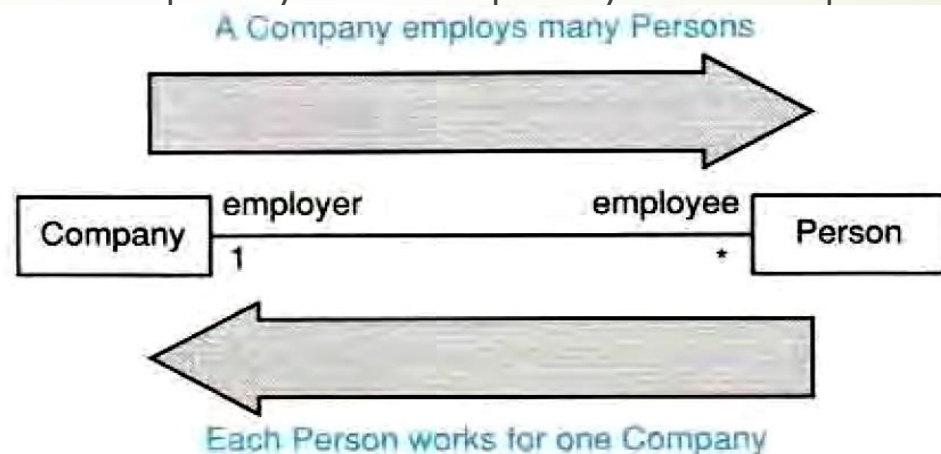 A Company employs many Persons
employer
employee
Company
Person
1
*
Each Person works for one Company